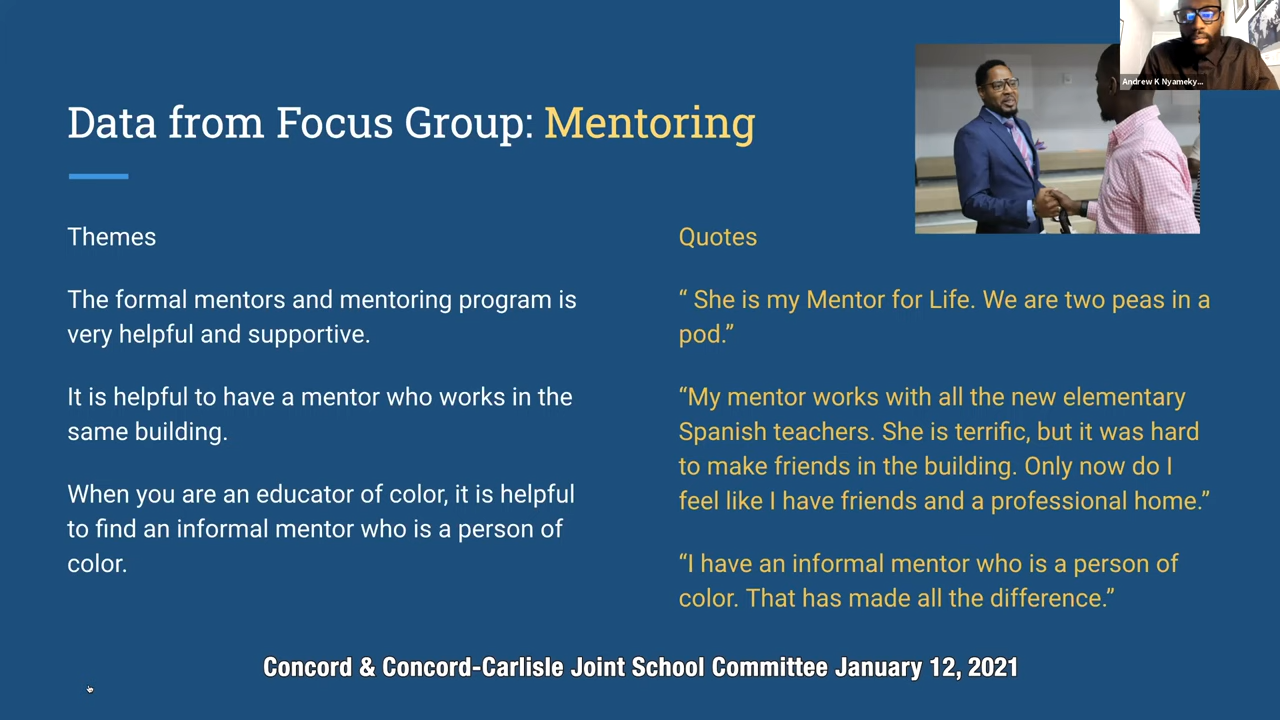 Andrew K Nyameky...
Data from Focus Group: Mentoring
Themes
The formal mentors and mentoring program is
very helpful and supportive.
It is helpful to have a mentor who works in the
same building.
When you are an educator of color, it is helpful
to find an informal mentor who is a person of
color.
Quotes
“ She is my Mentor for Life. We are two peas in a
pod.”
“My mentor works with all the new elementary
Spanish teachers. She is terrific, but it was hard
to make friends in the building. Only now do I
feel like I have friends and a professional home.”
“I have an informal mentor who is a person of
color. That has made all the difference.”
Concord & Concord-Carlisle Joint School Committee January 12, 2021